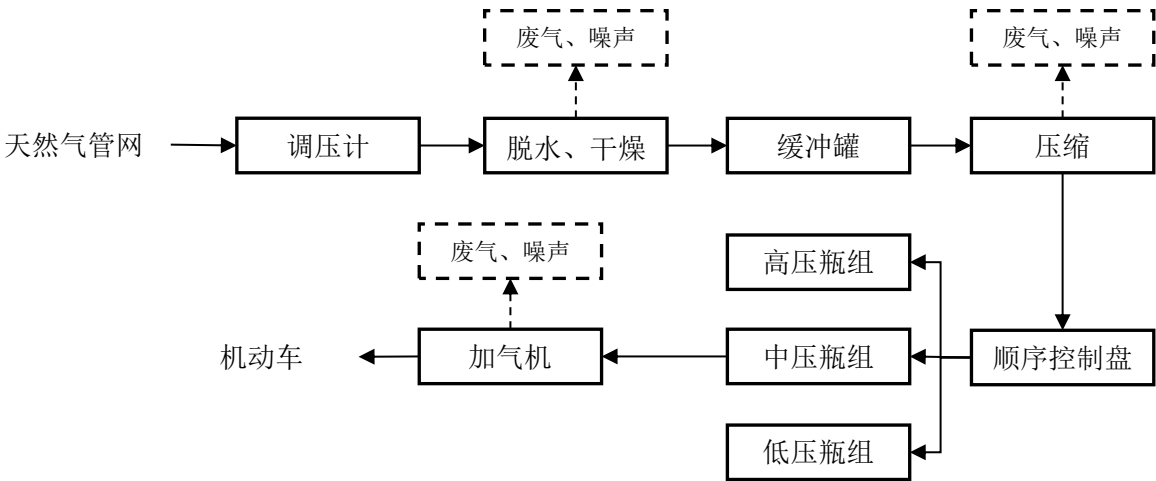 废气、噪声
废气、噪声
天然气管网
调压计
脱水、干燥
缓冲罐
压缩
废气、噪声
高压瓶组
机动车
加气机
中压瓶组
顺序控制盘
低压瓶组